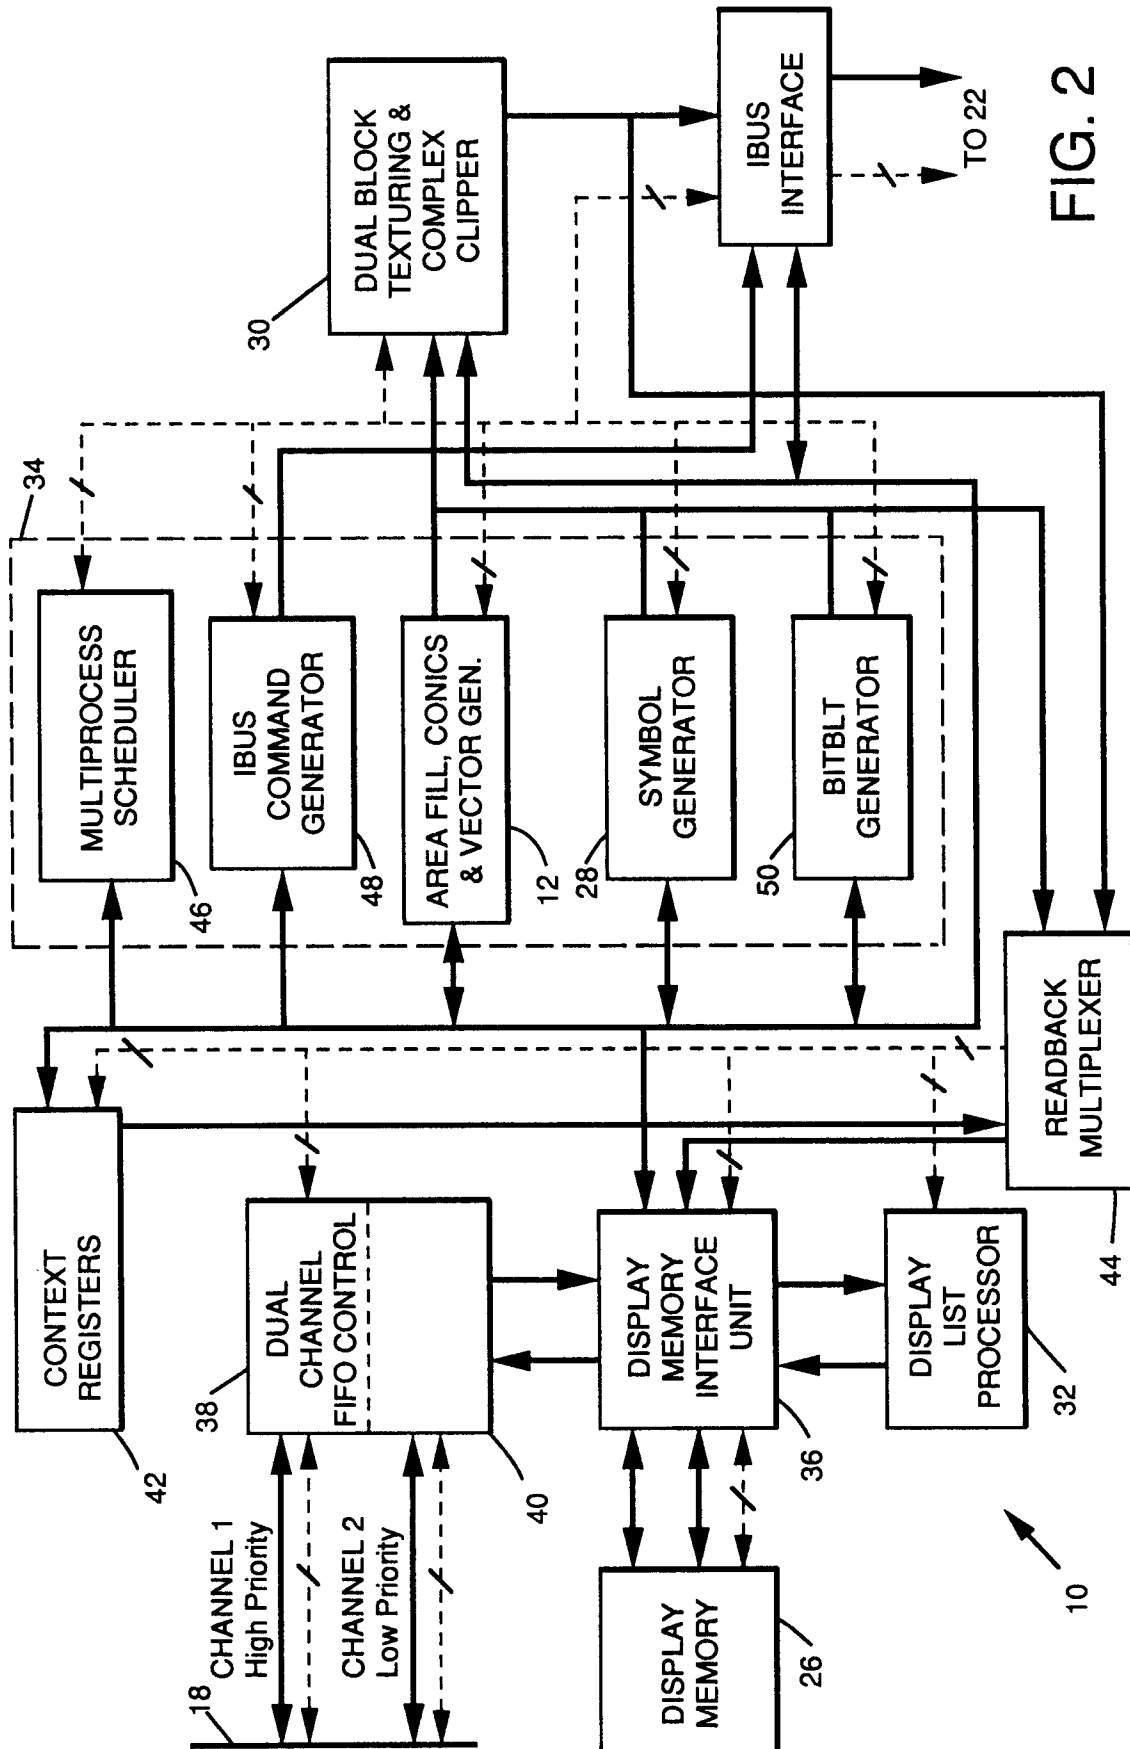 18
CHANNEL 1
High Priority
CHANNEL 2
Low Priority
DISPLAY
MEMORY
26
10
42
CONTEXT
REGISTERS
38
DUAL
CHANNEL
FIFO CONTROL
40
DISPLAY
MEMORY
INTERFACE
UNIT
36
DISPLAY
LIST
PROCESSOR
32
44
READBACK
MULTIPLEXER
34
MULTIPROCESS
SCHEDULER
46
IBUS
COMMAND
GENERATOR
48
AREA FILL, CONICS
& VECTOR GEN.
12
SYMBOL
GENERATOR
28
BITBLT
GENERATOR
50
30
DUAL BLOCK
TEXTURING &
COMPLEX
CLIPPER
IBUS
INTERFACE
TO 22
FIG. 2